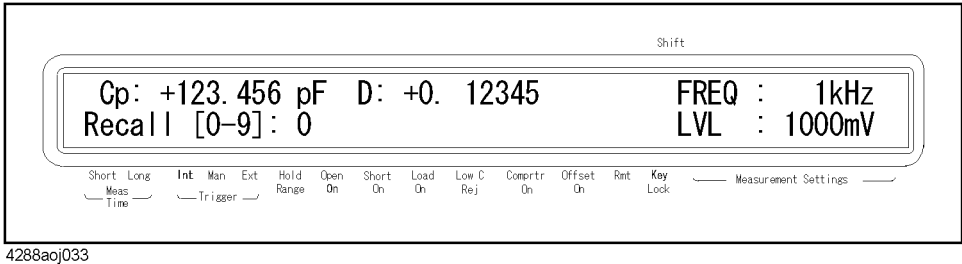 Shift
Cp: +123.456 pF D: +0. 12345 FREQ : 1kHz
Recall [0-9]: 0 LVL : 1000mV
Short Long Int Man Ext Hold Open Short Load Low C Comprtr Offset Rmt Key Measurement Settings
Meas Trigger Range On On On Rej On On Lock
Time
4288aoj033